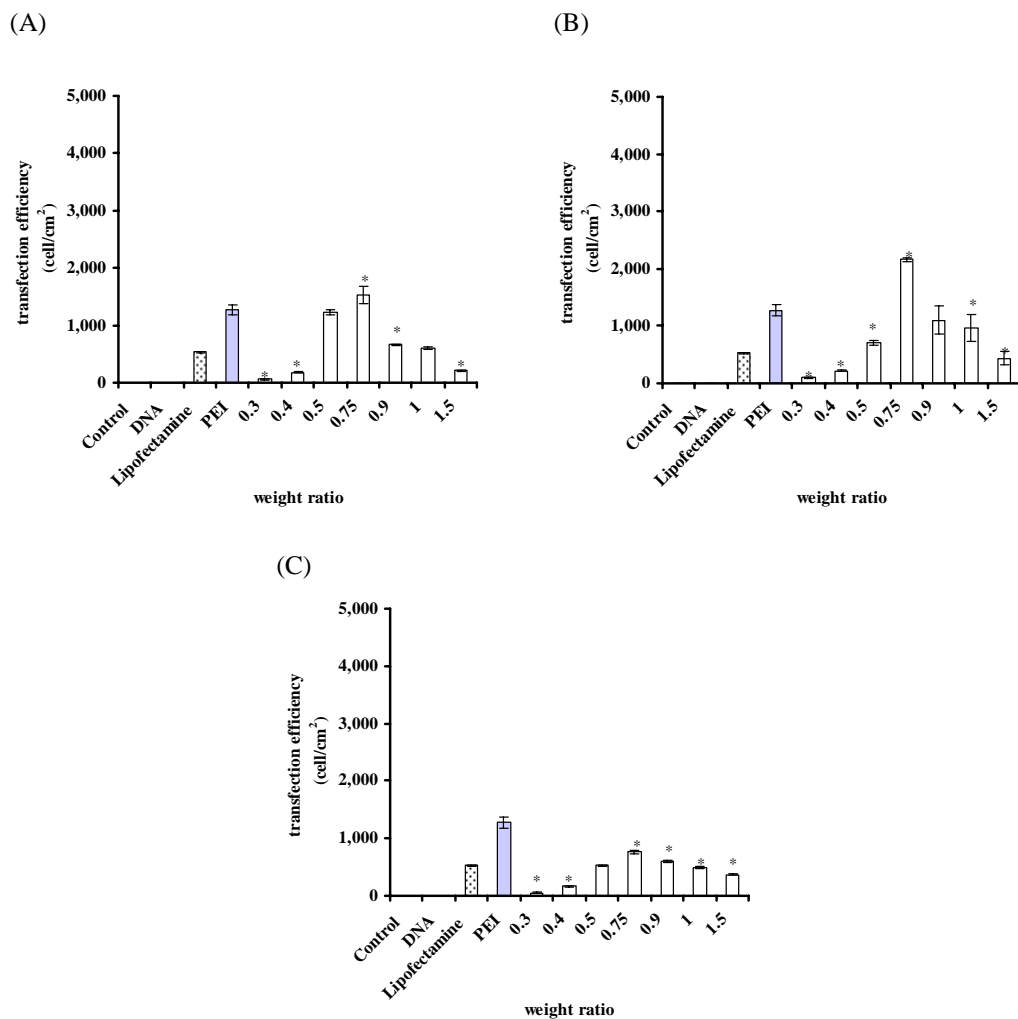 (A)
5,000
4,000
3,000
2,000
1,000
0
transfection efficiency
(cell/cm²)
*
*
*
*
*
Control
DNA
Lipofectamine
PEI
0.3
0.4
0.5
0.75
0.9
1
1.5
weight ratio
(B)
5,000
4,000
3,000
2,000
1,000
0
transfection efficiency
(cell/cm²)
*
*
*
*
*
*
Control
DNA
Lipofectamine
PEI
0.3
0.4
0.5
0.75
0.9
1
1.5
weight ratio
(C)
5,000
4,000
3,000
2,000
1,000
0
transfection efficiency
(cell/cm²)
*
*
*
*
*
*
Control
DNA
Lipofectamine
PEI
0.3
0.4
0.5
0.75
0.9
1
1.5
weight ratio